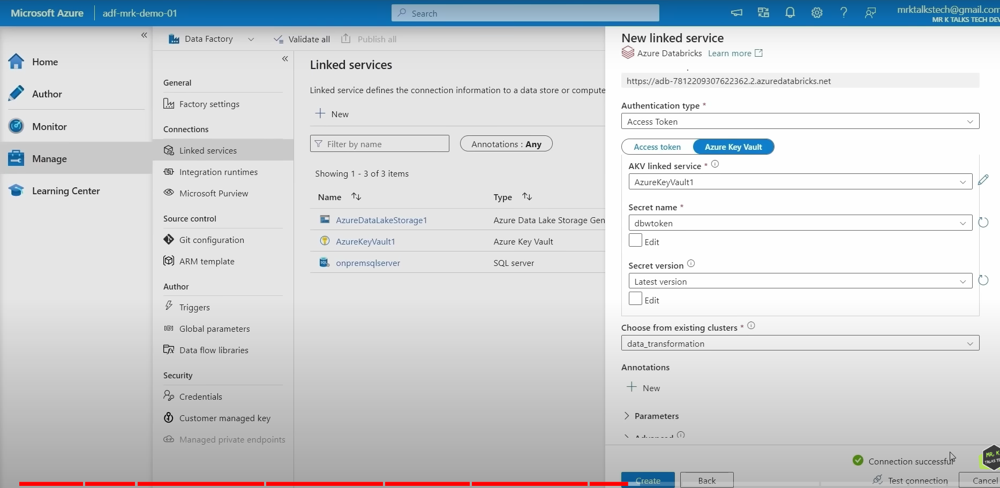 Microsoft Azure
adf-mrk-demo-01
Search
mrktalkstech@gmail.com
MR K TALKS TECH DEV
Home
Author
Monitor
Manage
Learning Center
Data Factory
Validate all
Publish all
General
Factory settings
Connections
Linked services
Integration runtimes
Microsoft Purview
Source control
Git configuration
ARM template
Author
Triggers
Global parameters
Data flow libraries
Security
Credentials
Customer managed key
Managed private endpoints
Linked services
Linked service defines the connection information to a data store or compute
New
Filter by name
Annotations : Any
Showing 1 - 3 of 3 items
Name Type
AzureDataLakeStorage1 Azure Data Lake Storage Gen
AzureKeyVault1 Azure Key Vault
onpremsqlserver SQL server
New linked service
Azure Databricks Learn more
https://adb-7812209307622362.2.azuredatabricks.net
Authentication type *
Access Token
Access token Azure Key Vault
AKV linked service *
AzureKeyVault1
Secret name *
dbwtoken
Edit
Secret version
Latest version
Edit
Choose from existing clusters *
data_transformation
Annotations
New
Parameters
Advanced
Connection successful
MR. K
TALKS TE
Create Back Test connection Cancel